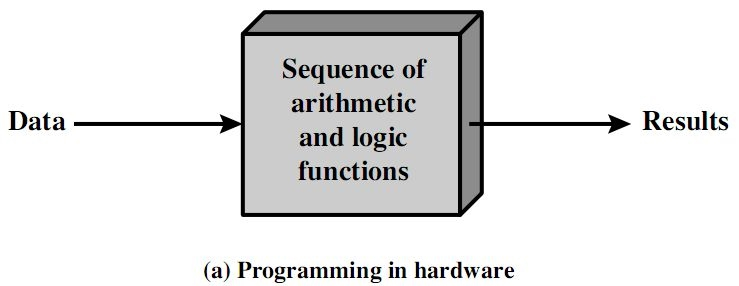 Sequence of
arithmetic
and logic
functions
Data
Results
(a) Programming in hardware